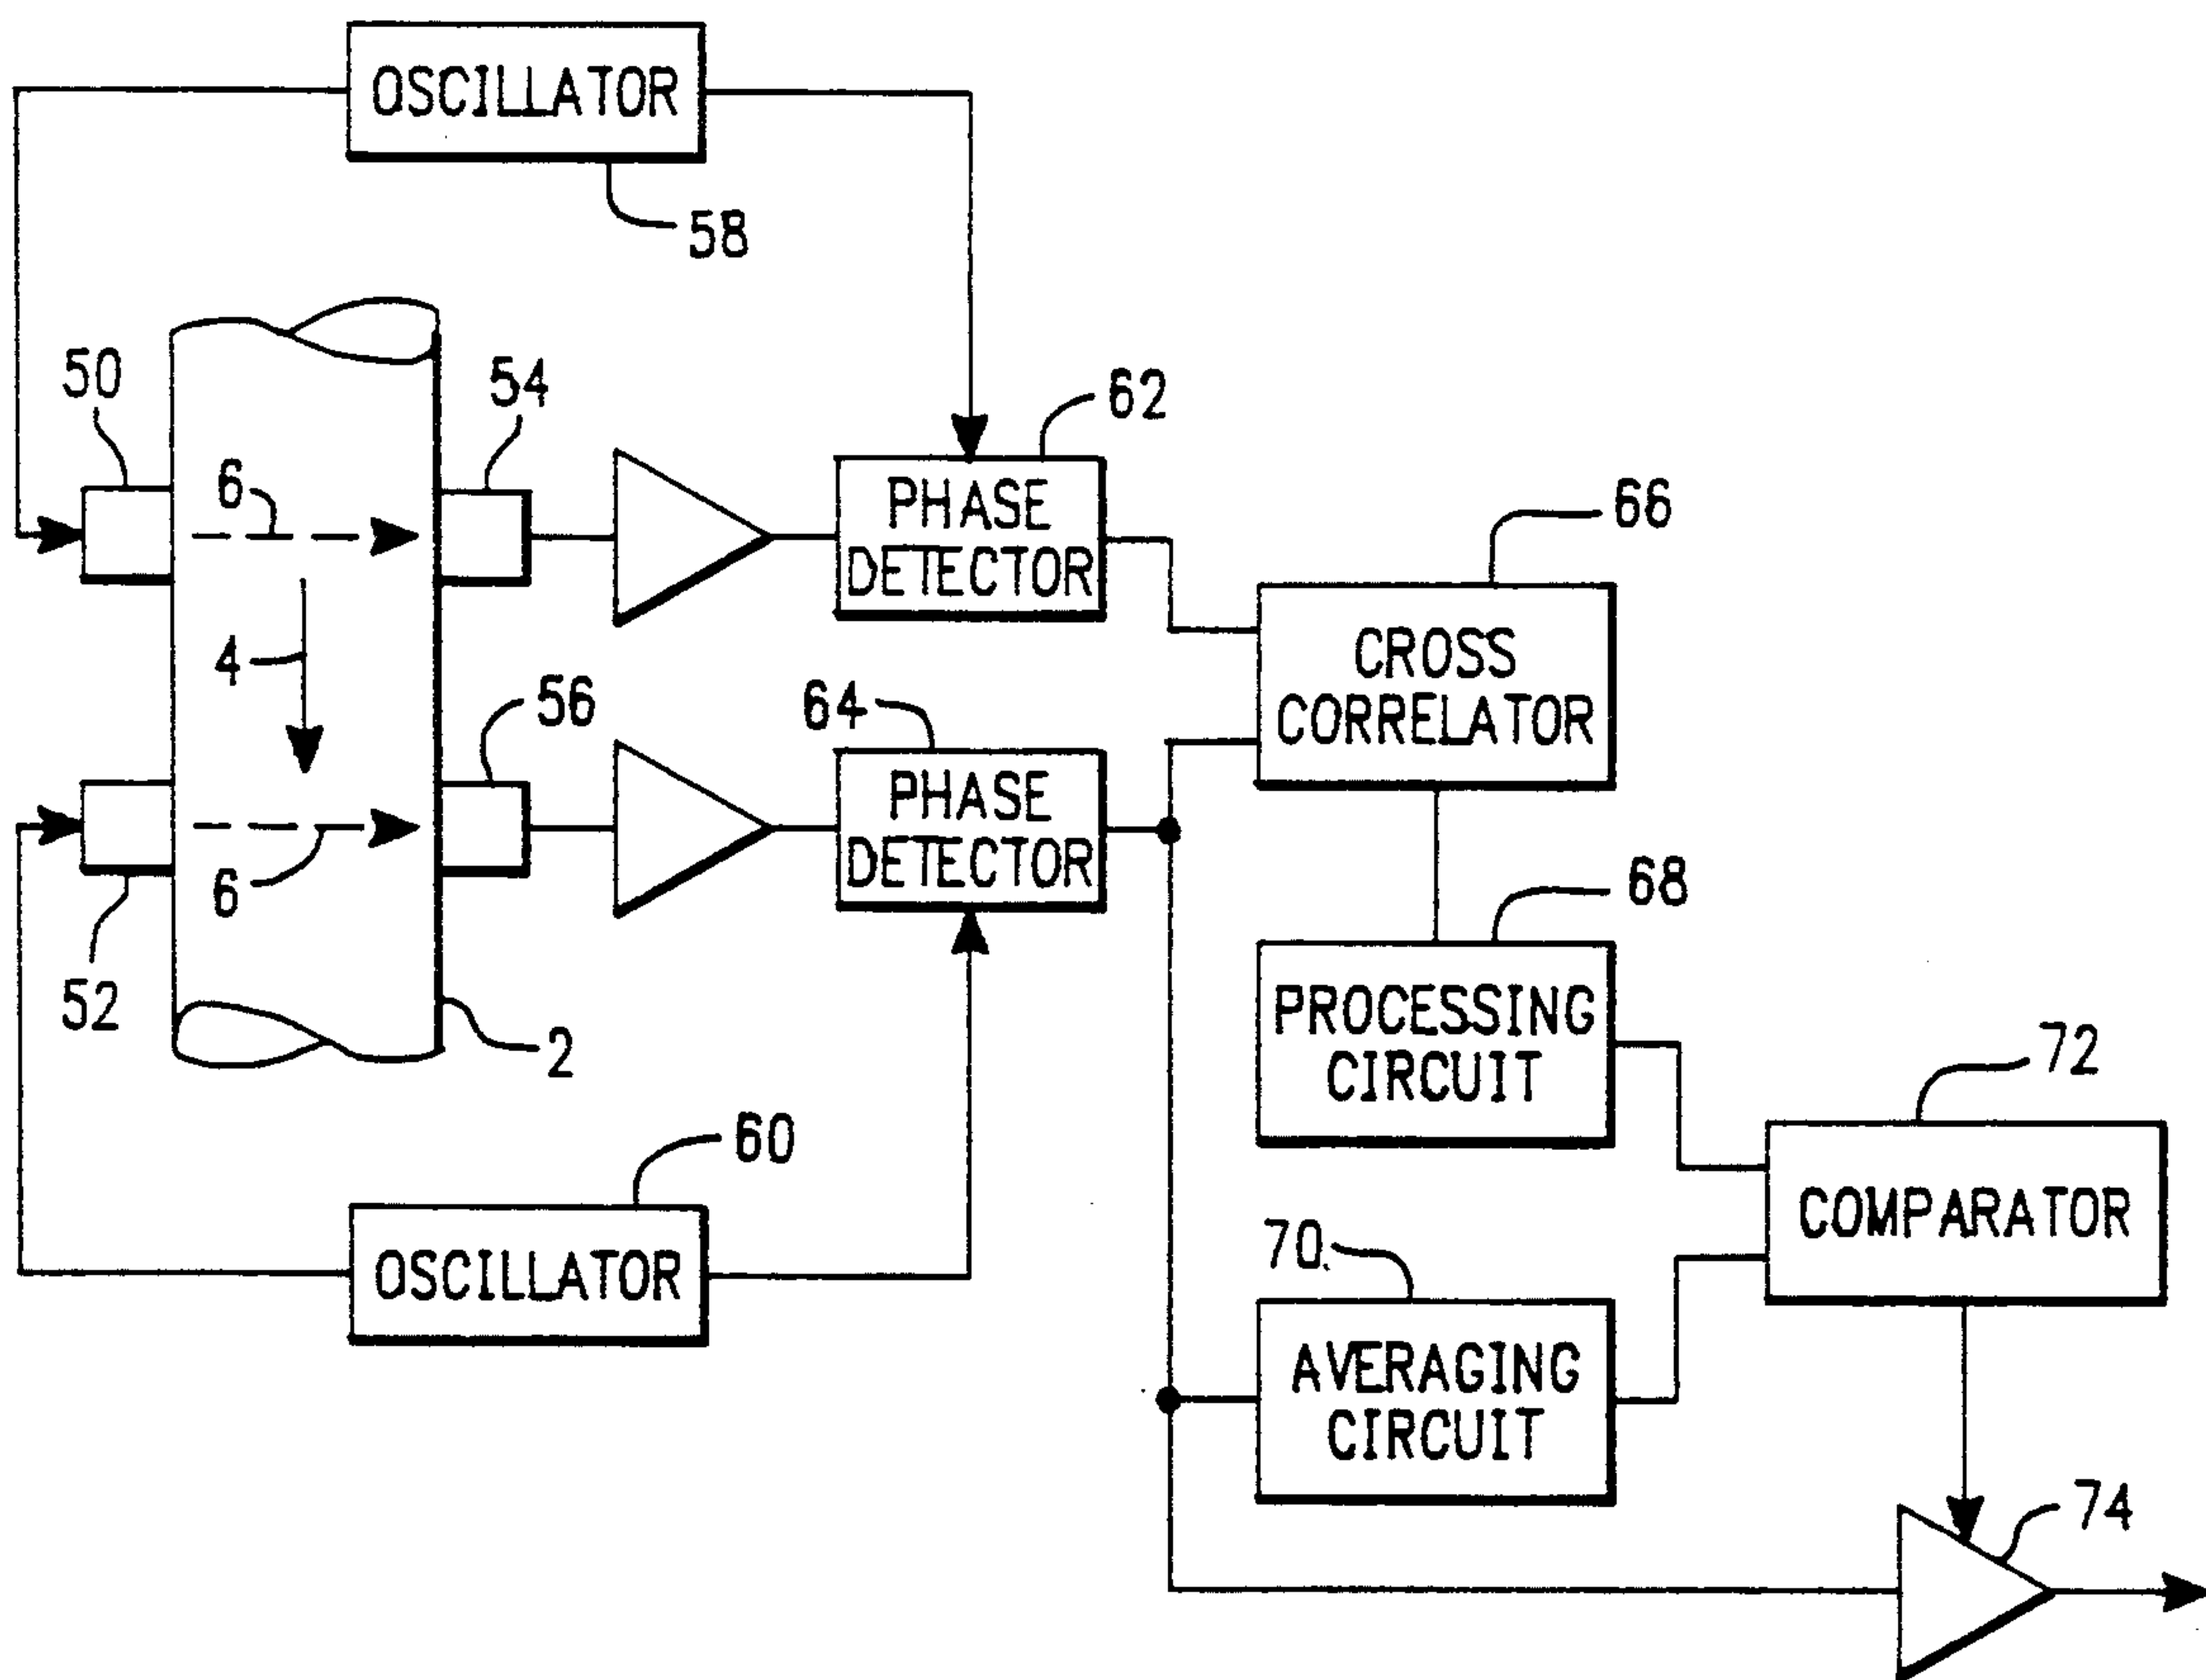 OSCILLATOR
58
50
54
62
6
PHASE
DETECTOR
66
4
CROSS
CORRELATOR
56
64
PHASE
DETECTOR
6
68
52
2
PROCESSING
CIRCUIT
72
60
COMPARATOR
OSCILLATOR
70
AVERAGING
CIRCUIT
74